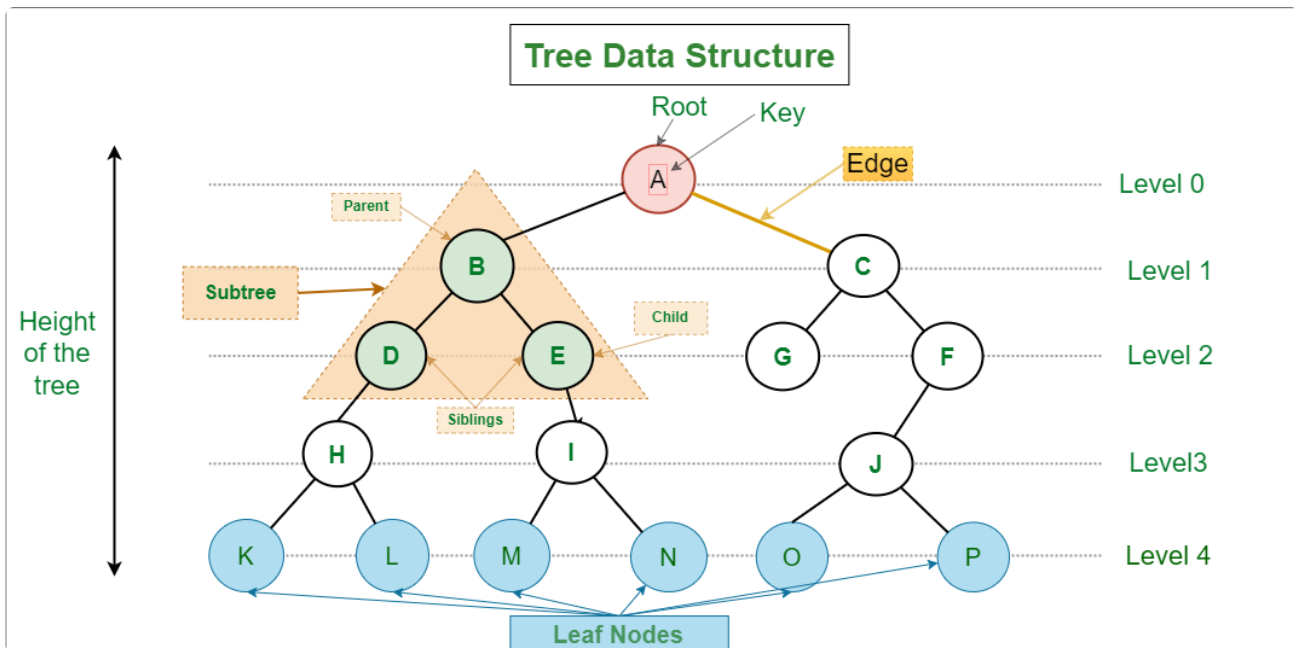 Tree Data Structure
Root
Key
A
Edge
Level 0
Parent
B
C
Level 1
Subtree
Height
of the
tree
Child
D
E
G
F
Level 2
Siblings
H
I
J
Level3
K
L
M
N
O
P
Level 4
Leaf Nodes